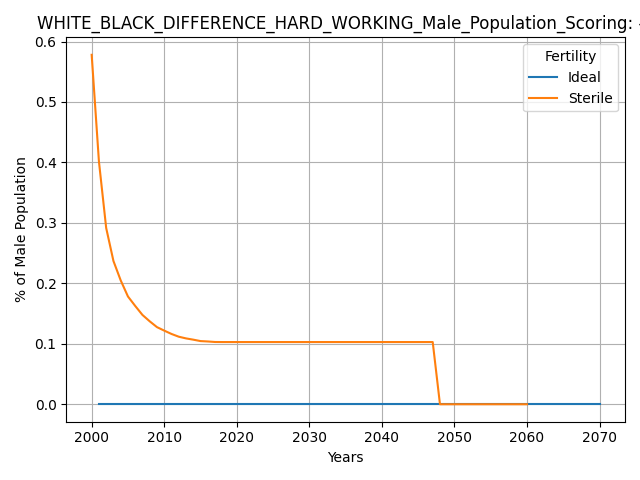 WHITE_BLACK_DIFFERENCE_HARD_WORKING_Male_Population_Scoring:
Fertility
Ideal
Sterile
% of Male Population
0.6
0.5
0.4
0.3
0.2
0.1
0.0
2000 2010 2020 2030 2040 2050 2060 2070
Years